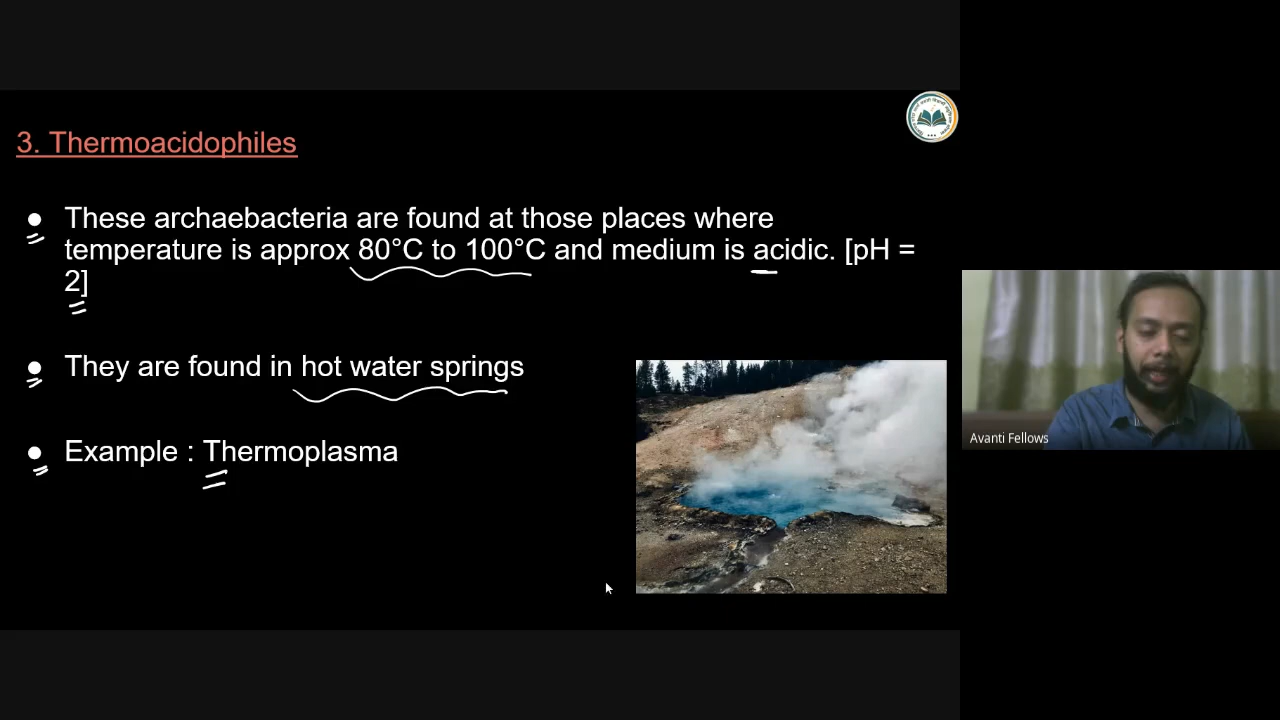 3. Thermoacidophiles
● These archaebacteria are found at those places where
temperature is approx 80°C to 100°C and medium is acidic. [pH =
2]
● They are found in hot water springs
● Example : Thermoplasma
Avanti Fellows